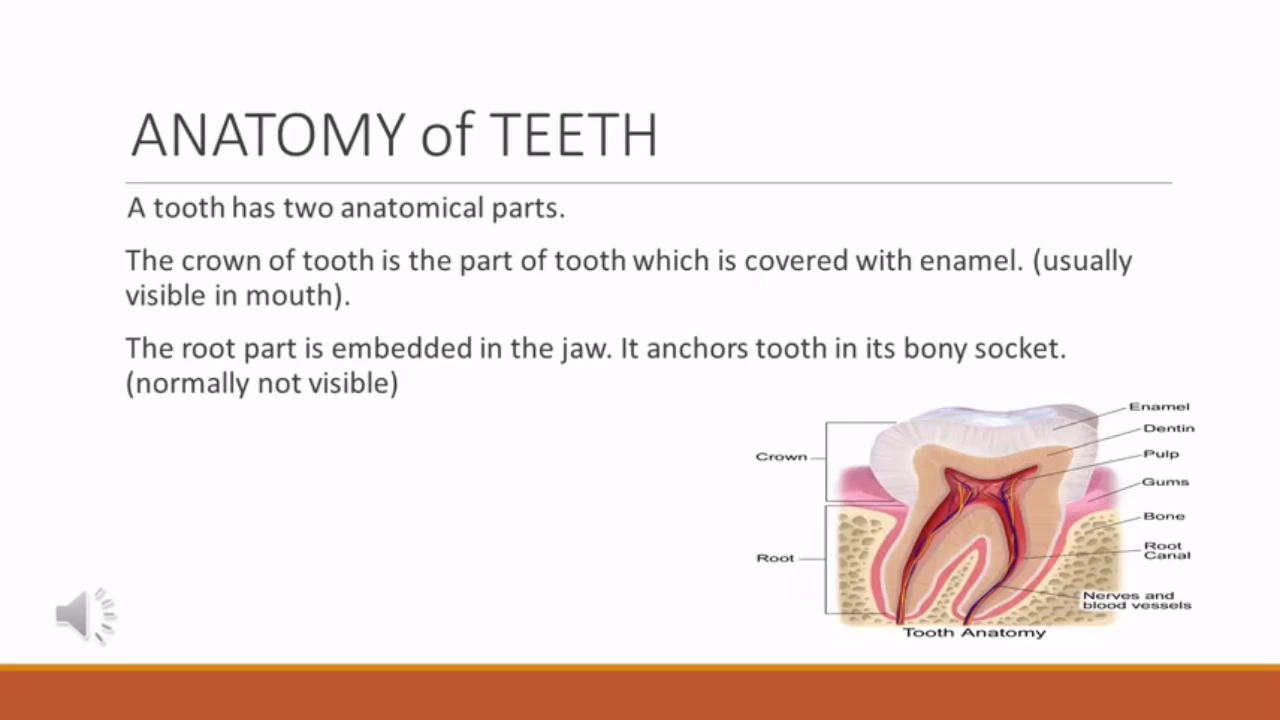 ANATOMY of TEETH
A tooth has two anatomical parts.
The crown of tooth is the part of tooth which is covered with enamel. (usually
visible in mouth).
The root part is embedded in the jaw. It anchors tooth in its bony socket.
(normally not visible)
Enamel
Dentin
Crown
Pulp
Gums
Bone
Root
Root
Canal
Nerves and
blood vessels
Tooth Anatomy